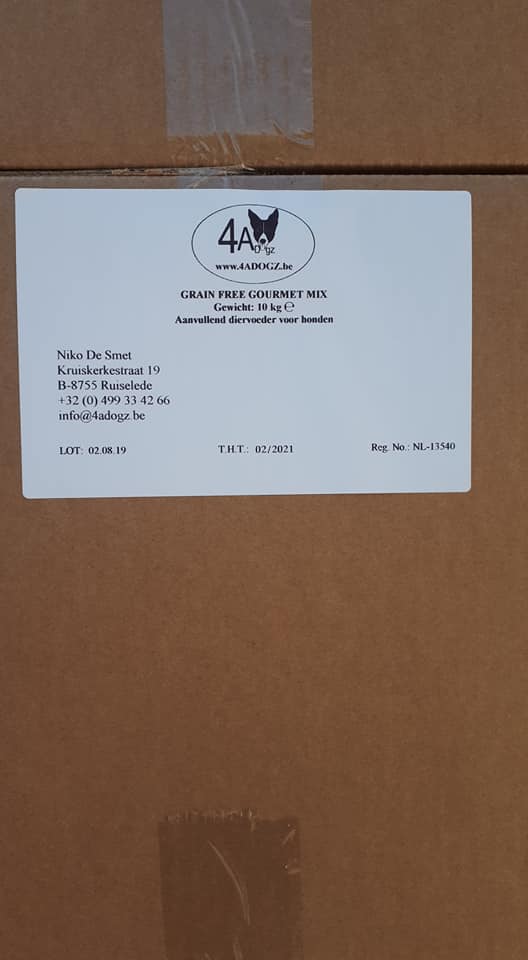 4ADogz
www.4ADOGZ.be
GRAIN FREE GOURMET MIX
Gewicht: 10 kg ℮
Aanvullend diervoeder voor honden
Niko De Smet
Kruiskerkestraat 19
B-8755 Ruiselede
+32 (0) 499 33 42 66
info@4adogz.be
LOT: 02.08.19 T.H.T.: 02/2021 Reg. No.: NL-13540